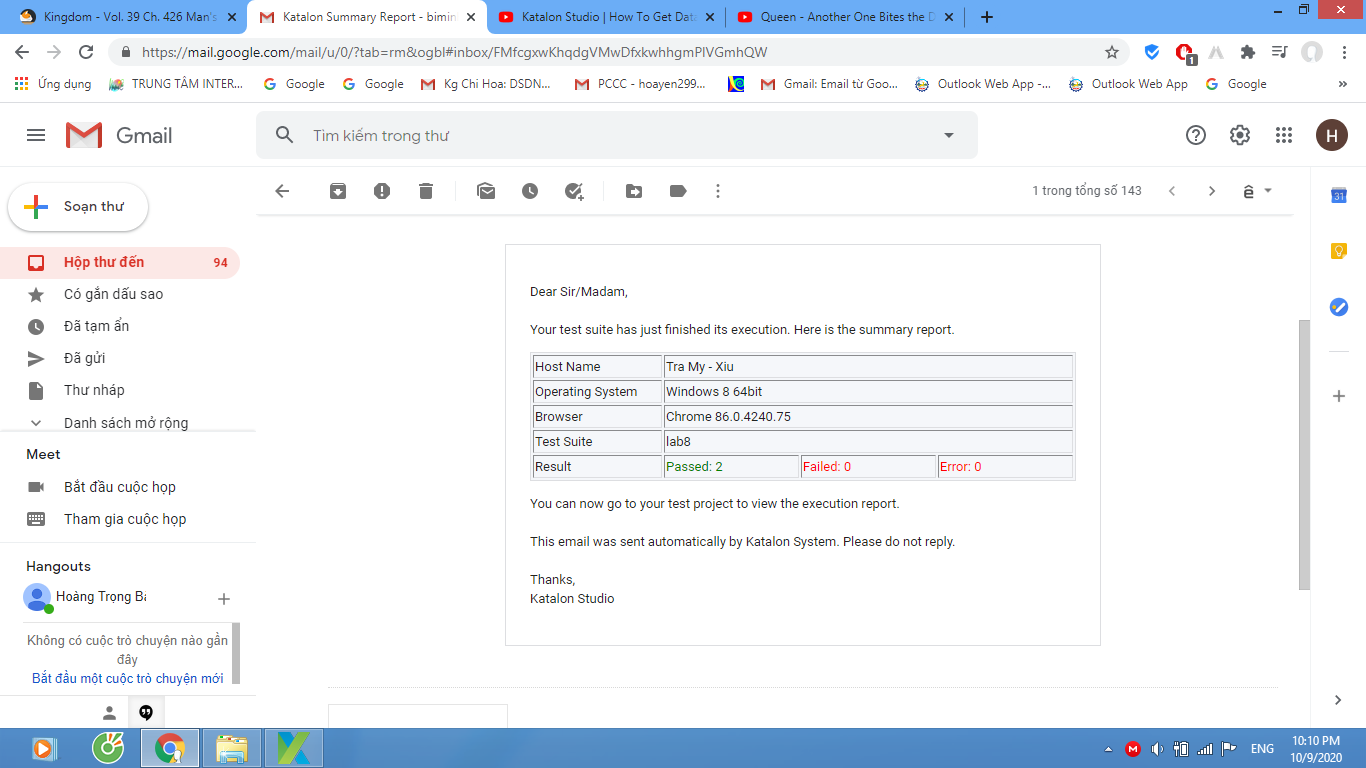 Kingdom - Vol. 39 Ch. 426 Man's
Katalon Summary Report - bimin
Katalon Studio | How To Get Data
Queen - Another One Bites the D
https://mail.google.com/mail/u/0/?tab=rm&ogbl#inbox/FMfcgxwKhqdgVMwDfxkwhhgmPlVGmhQW
1
Ứng dụng
TRUNG TÂM INTER...
Google
Google
Kg Chi Hoa: DSDN...
PCCC - hoayen299...
Gmail: Email từ Goo...
Outlook Web App -...
Outlook Web App
Google
Gmail
Tìm kiếm trong thư
H
Soạn thư
1 trong tổng số 143
ê
31
Hộp thư đến 94
Có gắn dấu sao
Đã tạm ẩn
Đã gửi
Thư nháp
Danh sách mở rộng
Meet
Bắt đầu cuộc họp
Tham gia cuộc họp
Hangouts
Hoàng Trọng Bả
Không có cuộc trò chuyện nào gần
đây
Bắt đầu một cuộc trò chuyện mới
Dear Sir/Madam,
Your test suite has just finished its execution. Here is the summary report.
Host Name Tra My - Xiu
Operating System Windows 8 64bit
Browser Chrome 86.0.4240.75
Test Suite lab8
Result Passed: 2 Failed: 0 Error: 0
You can now go to your test project to view the execution report.
This email was sent automatically by Katalon System. Please do not reply.
Thanks,
Katalon Studio
ENG
10:10 PM
10/9/2020